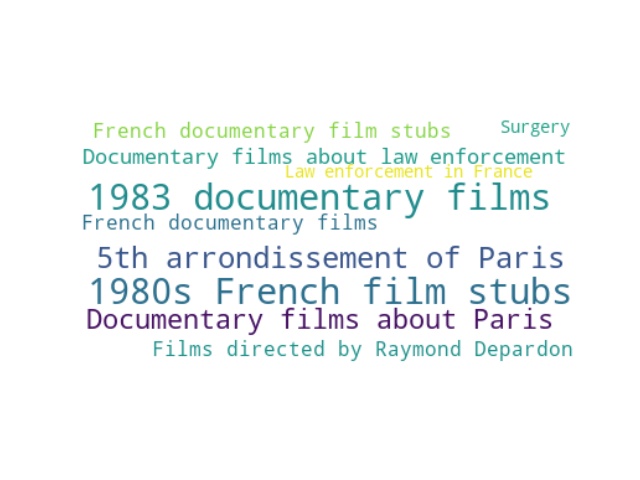 French documentary film stubs
Surgery
Documentary films about law enforcement
Law enforcement in France
1983 documentary films
French documentary films
5th arrondissement of Paris
1980s French film stubs
Documentary films about Paris
Films directed by Raymond Depardon